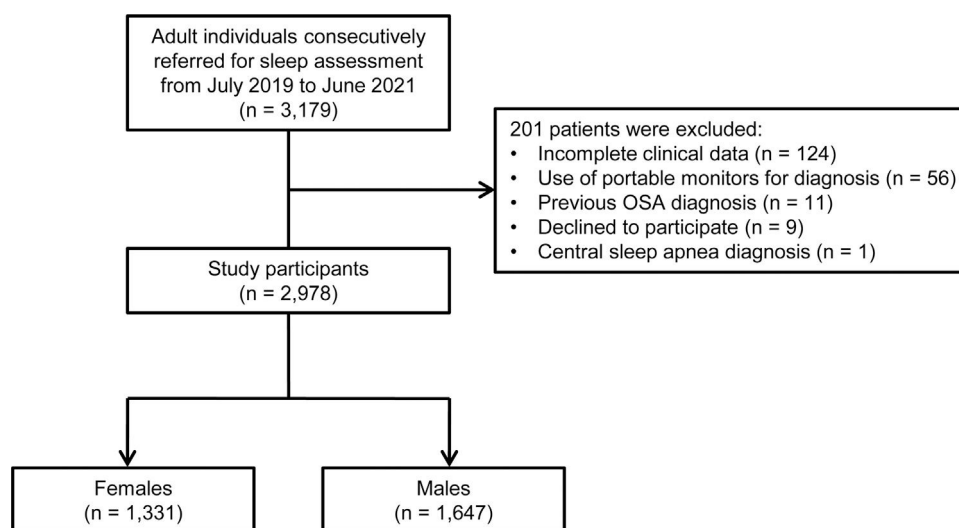 Adult individuals consecutively
referred for sleep assessment
from July 2019 to June 2021
(n = 3,179)
201 patients were excluded:
• Incomplete clinical data (n = 124)
• Use of portable monitors for diagnosis (n = 56)
• Previous OSA diagnosis (n = 11)
• Declined to participate (n = 9)
• Central sleep apnea diagnosis (n = 1)
Study participants
(n = 2,978)
Females
(n = 1,331)
Males
(n = 1,647)